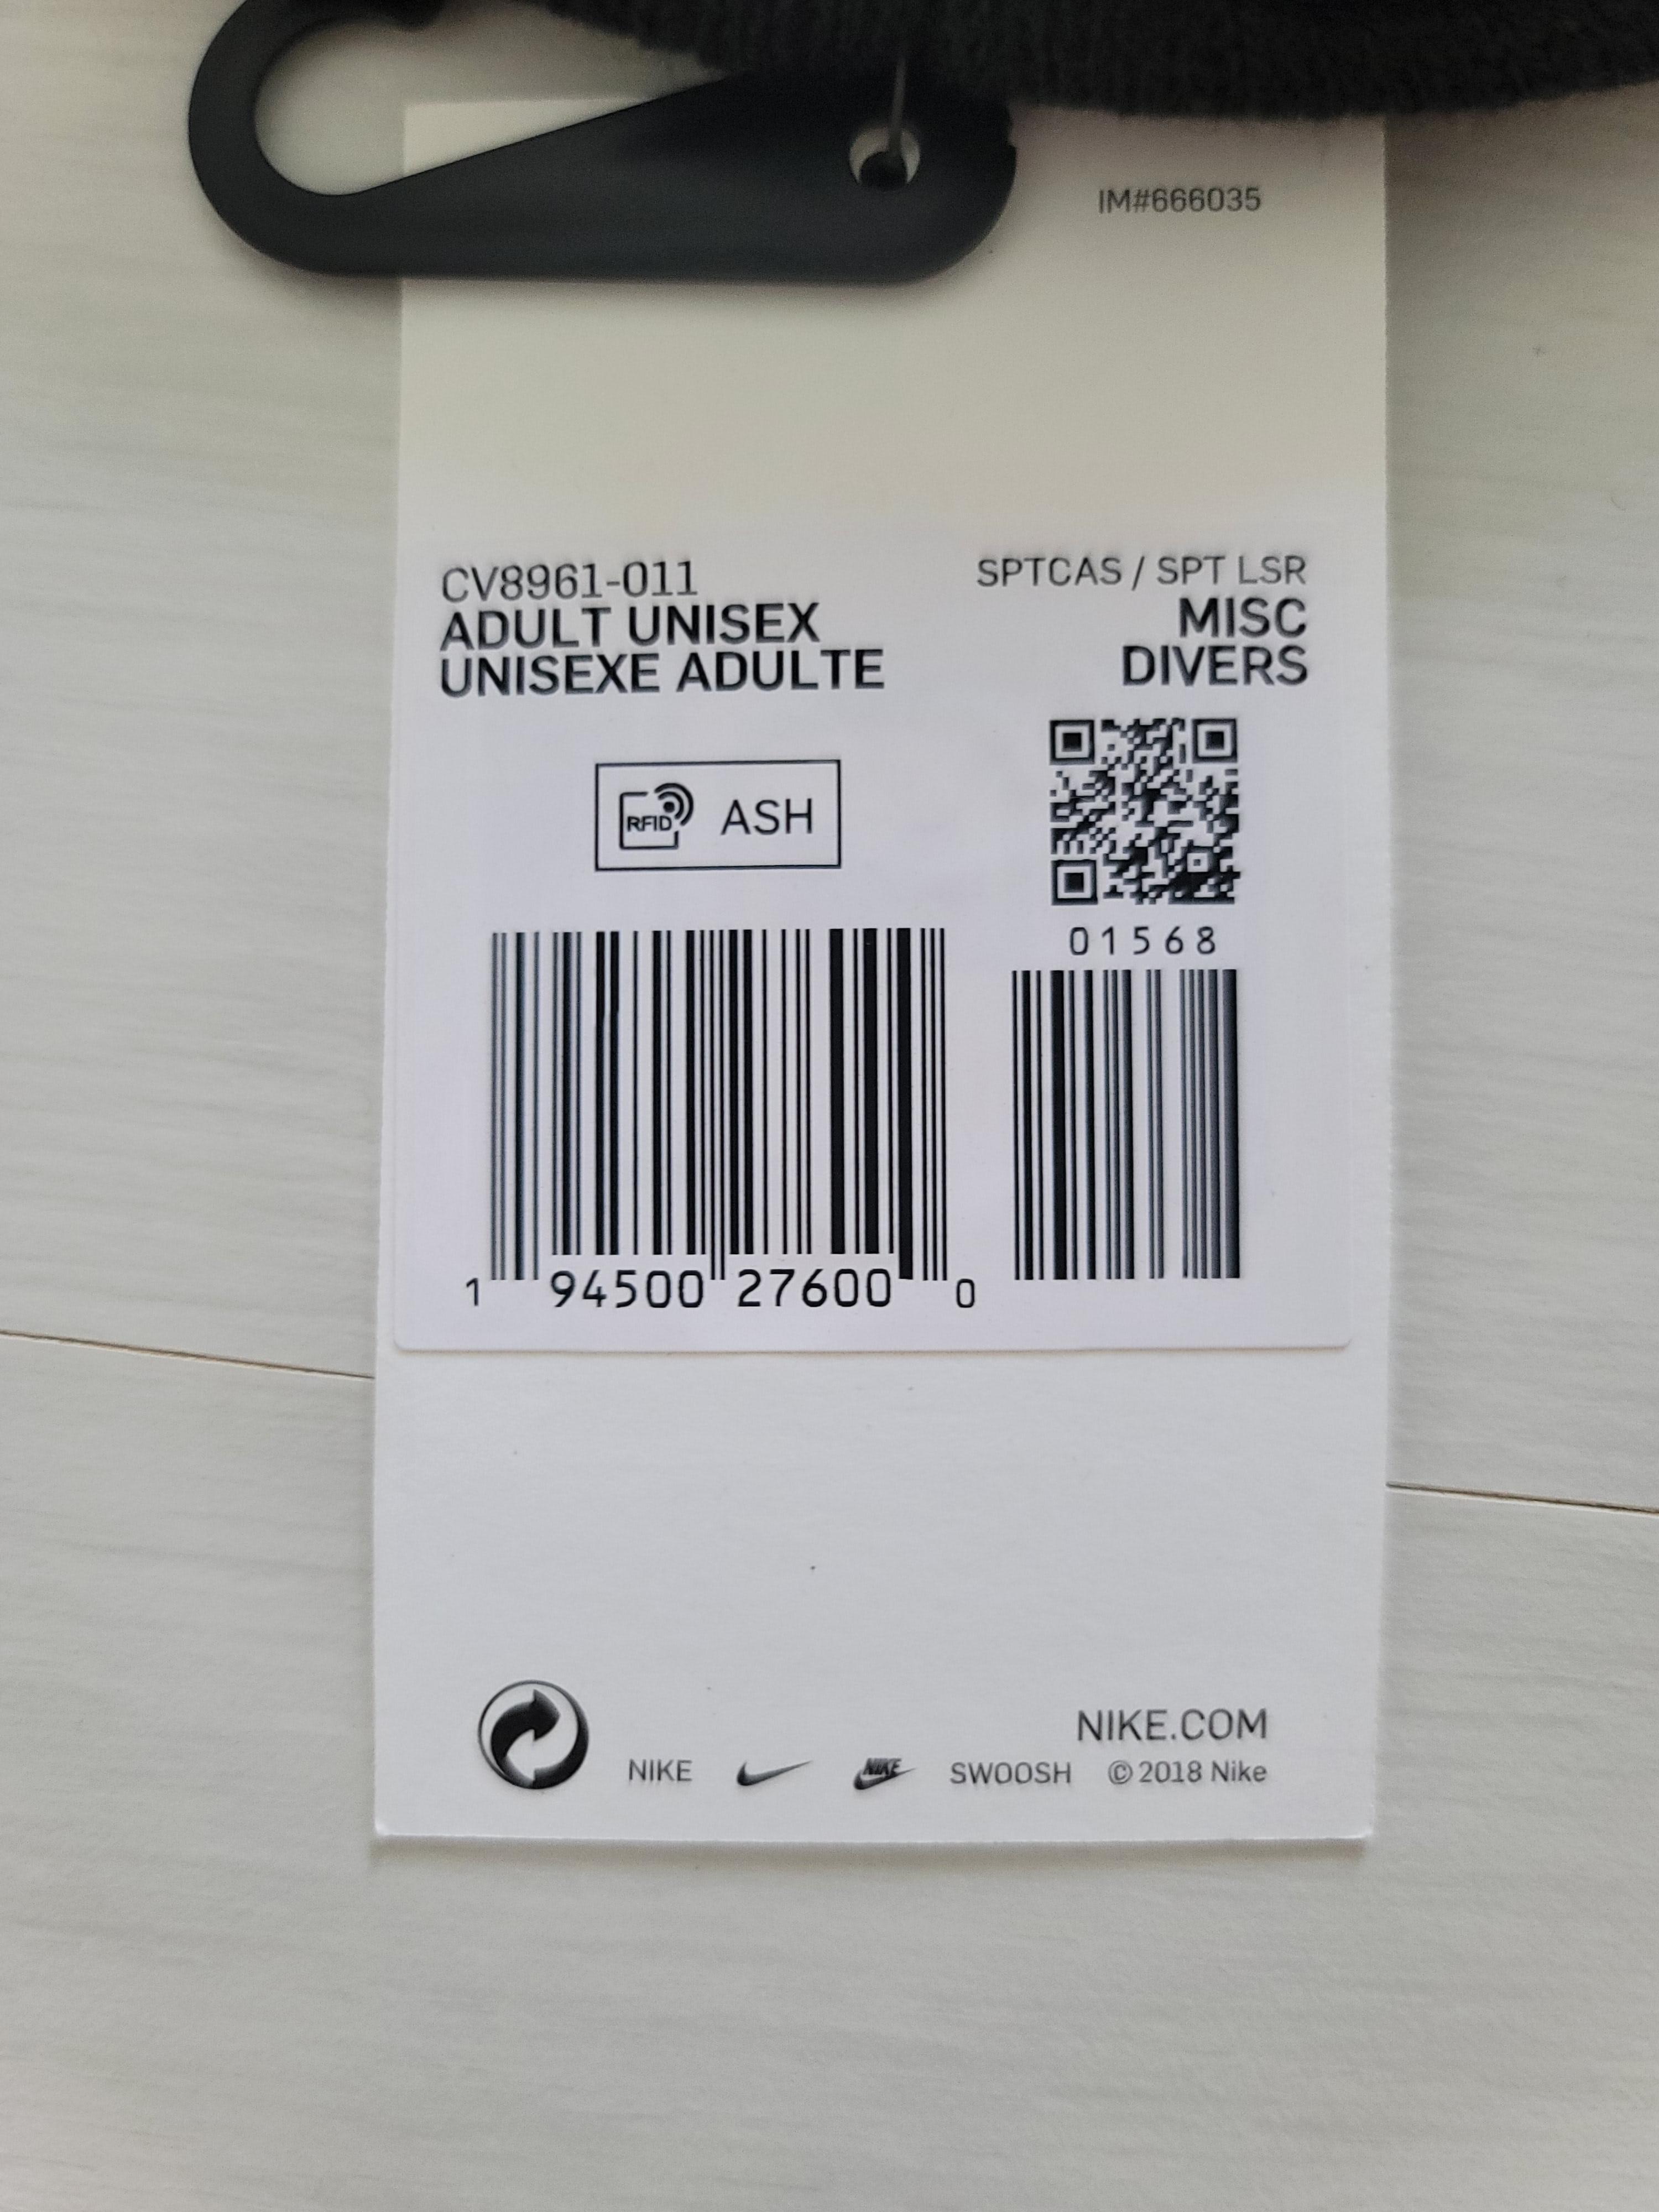 IM#666035
CV8961-011
ADULT UNISEX
UNISEXE ADULTE
SPTCAS / SPT LSR
MISC
DIVERS
RFID ASH
01568
1 94500 27600 0
NIKE.COM
NIKE NIKE SWOOSH © 2018 Nike